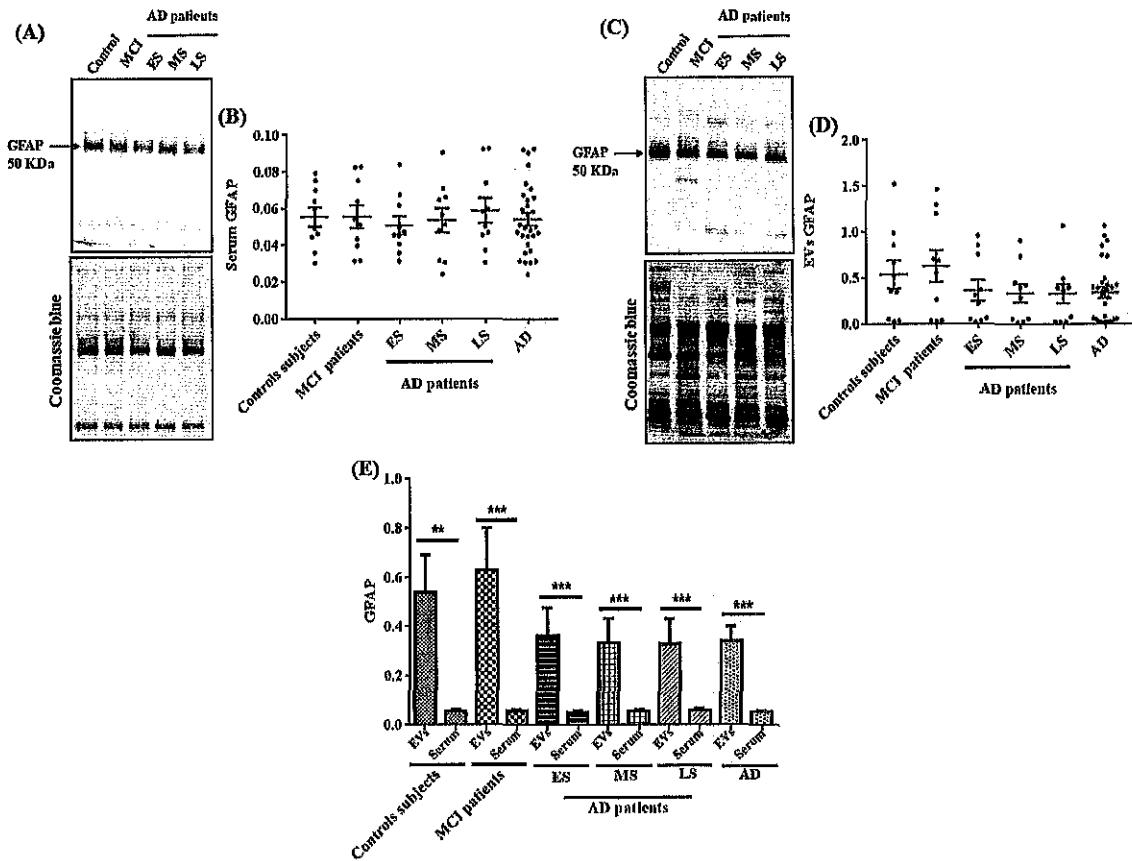 (A)
AD patients
Control
MCI
ES
MS
LS
GFAP
50 KDa
Coomassic blue
(B)
Serum GFAP
0.10
0.08
0.06
0.04
0.02
0.00
Controls subjects
MCI patients
ES
MS
LS
AD
AD patients
(C)
AD patients
Control
MCI
ES
MS
LS
GFAP
50 KDa
Coomassic blue
(D)
EVs GFAP
2.0
1.5
1.0
0.5
0.0
Controls subjects
MCI patients
ES
MS
LS
AD
AD patients
(E)
GFAP
1.0
0.8
0.6
0.4
0.2
0.0
**
***
***
***
***
***
EVs
Serum
EVs
Serum
EVs
Serum
EVs
Serum
EVs
Serum
EVs
Serum
Controls subjects
MCI patients
ES
MS
LS
AD
AD patients